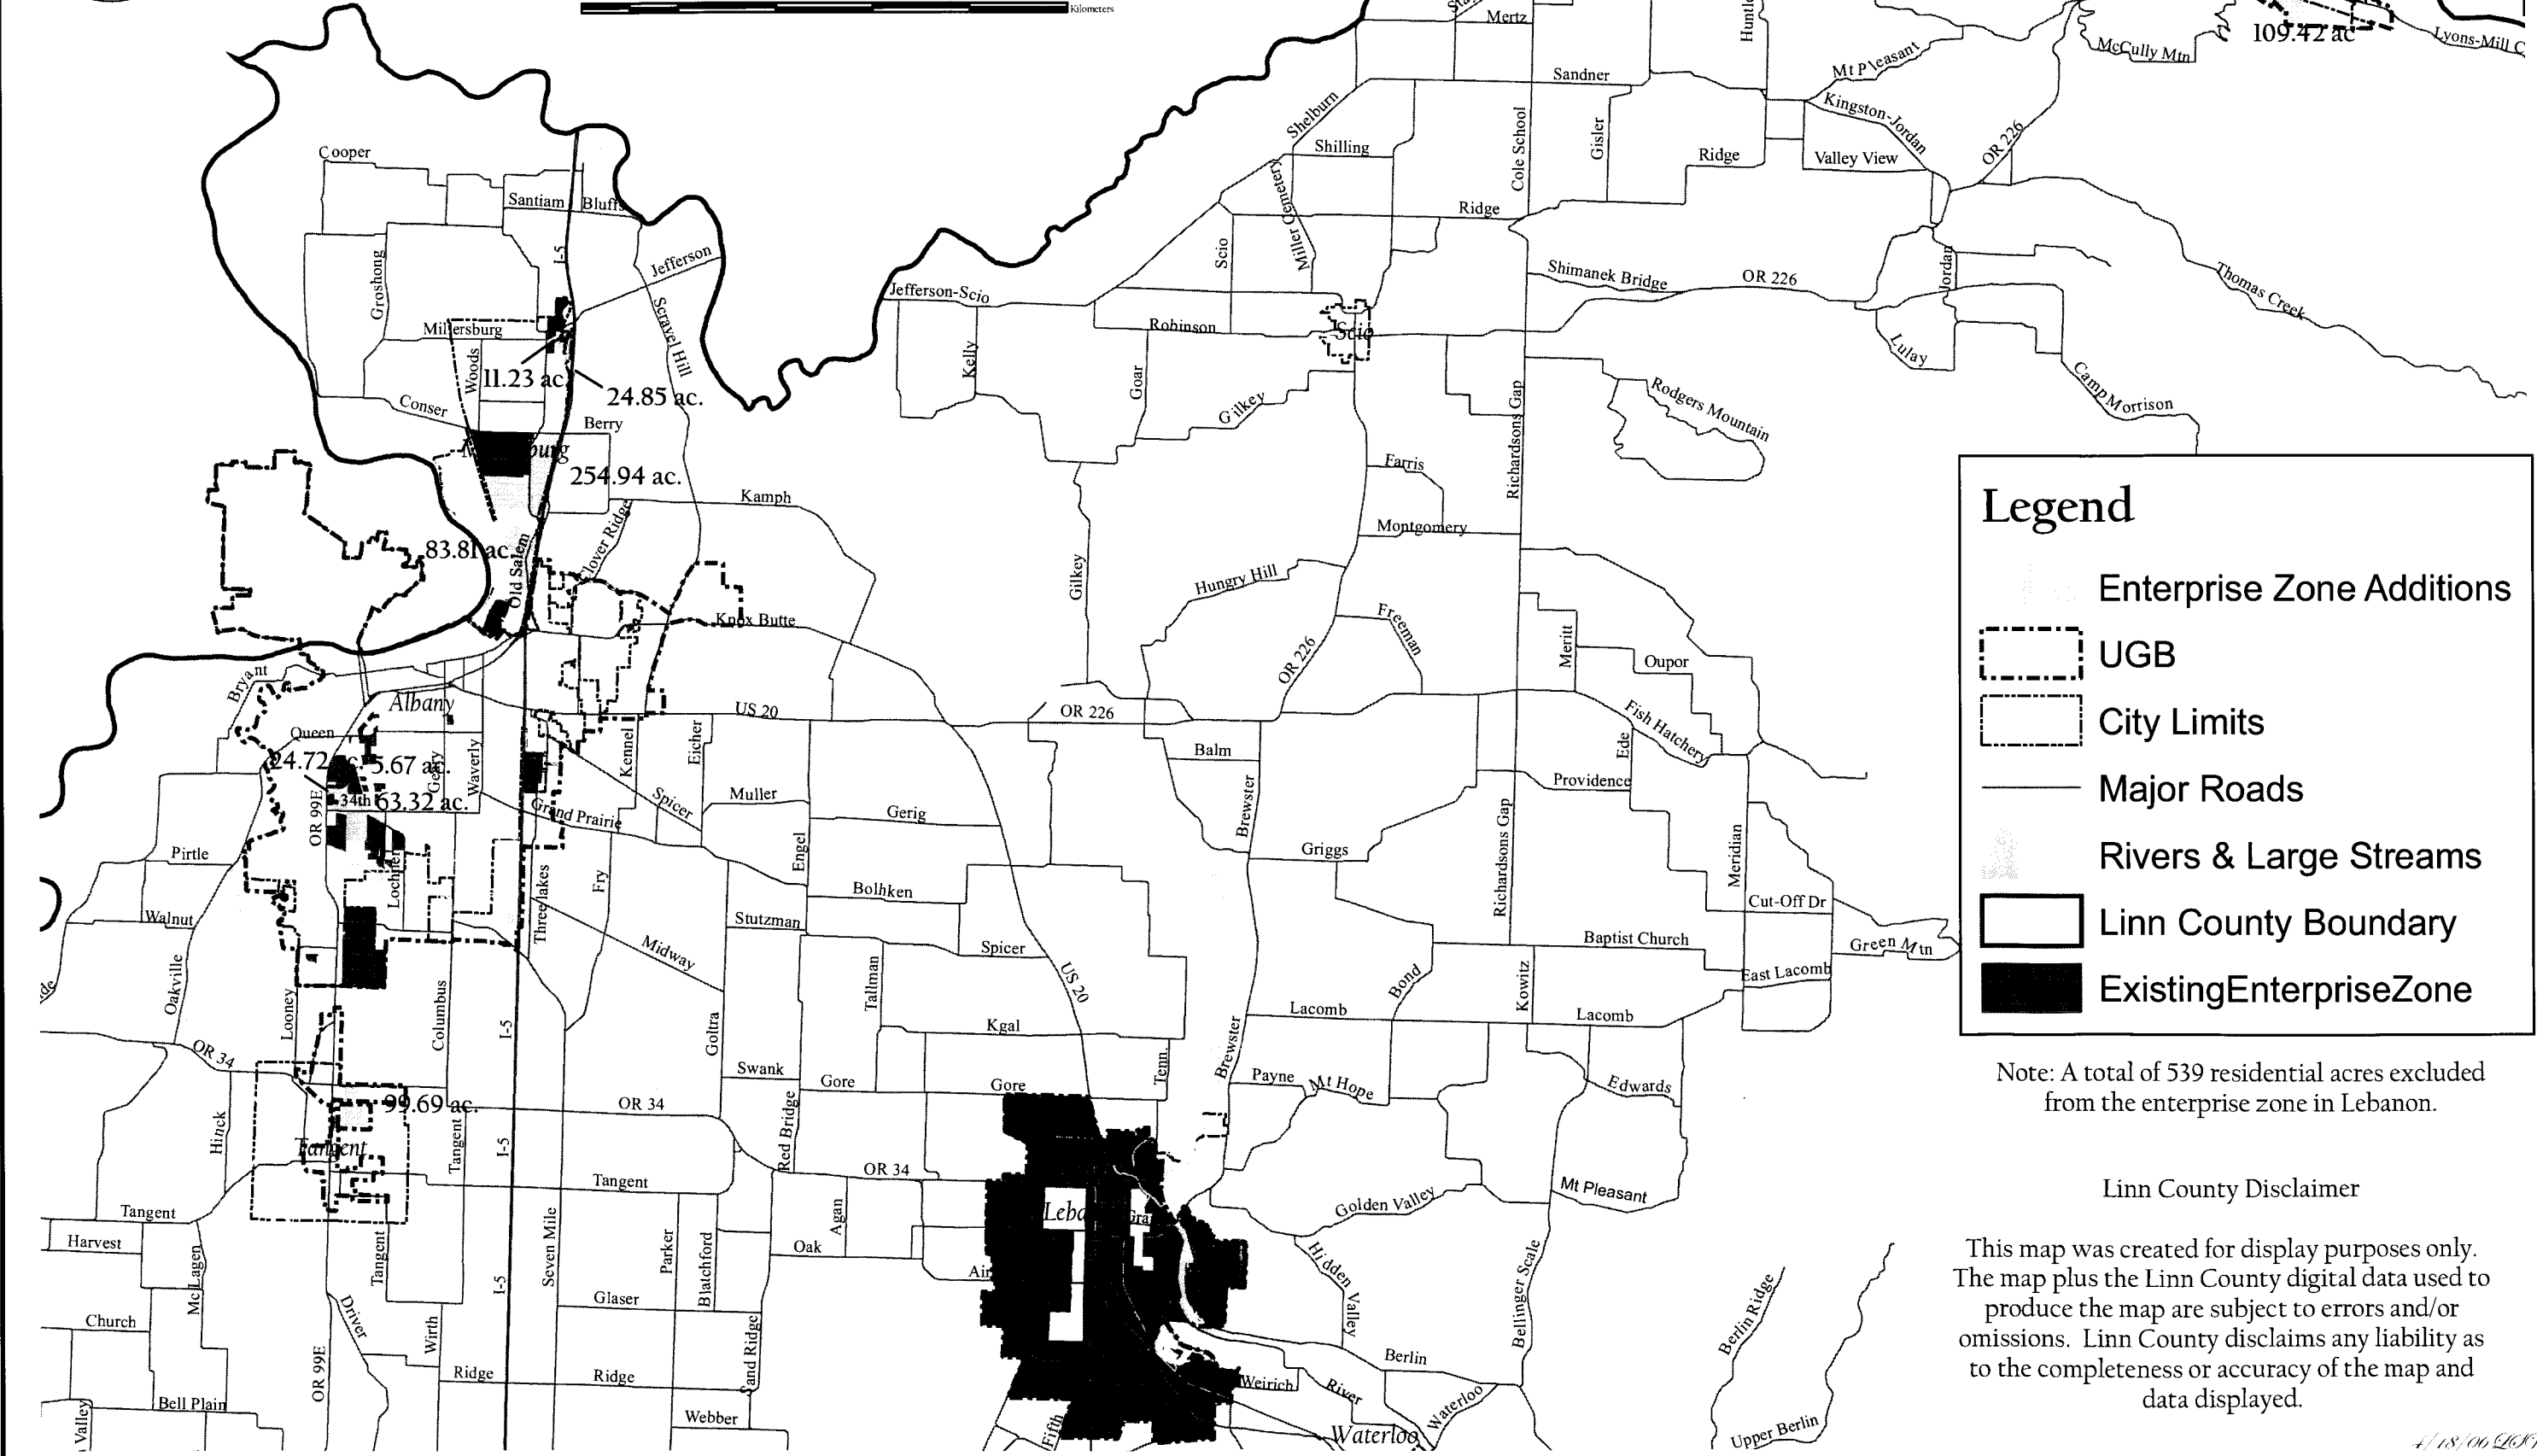 Kilometers
Mertz
109.42 ac
Lyons-Mill C
McCully Mtn
Mt Pleasant
Sandner
Kingston-Jordan
Shelburn
Cole School
Gisler
OR 226
Cooper
Shilling
Ridge
Valley View
Miller Cemetery
Santiam Bluffs
Ridge
I-5
Scio
Jefferson
Groshong
Shimanek Bridge
OR 226
Jordan
Thomas Creek
Jefferson-Scio
Scravel Hill
Millersburg
Robinson
Scio
Kelly
Lulay
Woods
11.23 ac.
24.85 ac.
Goar
Gilkey
Richardsons Gap
Rodgers Mountain
Camp Morrison
Conser
Berry
254.94 ac.
Farris
Kamph
Montgomery
Clover Ridge
83.81 ac.
Old Salem
Gilkey
Hungry Hill
Freeman
Knox Butte
OR 226
Meritt
Oupor
Bryant
Albany
US 20
OR 226
Fish Hatchery
Queen
Waverly
Kennel
Eicher
Balm
Ede
24.72 ac.
5.67 ac.
Brewster
Providence
34th
63.32 ac.
OR 99E
Grand Prairie
Spicer
Muller
Gerig
Richardsons Gap
Pirtle
Engel
Griggs
Meridian
Three lakes
Fry
Bolhken
Cut-Off Dr
Walnut
Stutzman
Spicer
Baptist Church
Green Mtn
Midway
East Lacomb
Oakville
Looney
Columbus
Tallman
US 20
Bond
Kowitz
Lacomb
Lacomb
I-5
Goltra
Kgal
OR 34
Swank
Gore
Gore
Tenn.
Brewster
Payne
Mt Hope
Edwards
99.69 ac.
OR 34
Hinck
Tangent
Tangent
I-5
Red Bridge
OR 34
Tangent
Mt Pleasant
Golden Valley
Tangent
Harvest
Mc Lagen
Tangent
I-5
Seven Mile
Parker
Blatchford
Agan
Oak
Hidden Valley
Bellinger Scale
Berlin Ridge
Church
Driver
Glaser
Wirth
Sand Ridge
OR 99E
Ridge
Ridge
Berlin
Weirich
River
Waterloo
Bell Plain
Webber
Fifth
Waterloo
Upper Berlin
Valley
Legend
Enterprise Zone Additions
UGB
City Limits
Major Roads
Rivers & Large Streams
Linn County Boundary
ExistingEnterpriseZone
Note: A total of 539 residential acres excluded
from the enterprise zone in Lebanon.
Linn County Disclaimer
This map was created for display purposes only.
The map plus the Linn County digital data used to
produce the map are subject to errors and/or
omissions. Linn County disclaims any liability as
to the completeness or accuracy of the map and
data displayed.